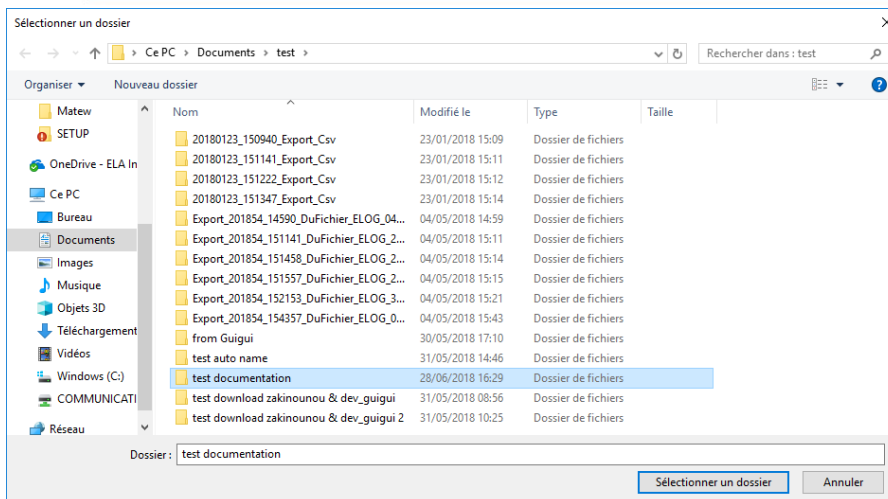 Sélectionner un dossier
Ce PC > Documents > test >
Rechercher dans : test
Organiser
Nouveau dossier
Matew
SETUP
OneDrive - ELA In
Ce PC
Bureau
Documents
Images
Musique
Objets 3D
Téléchargement
Vidéos
Windows (C:)
COMMUNICATI
Réseau
Nom Modifié le Type Taille
20180123_150940_Export_Csv 23/01/2018 15:09 Dossier de fichiers
20180123_151141_Export_Csv 23/01/2018 15:11 Dossier de fichiers
20180123_151222_Export_Csv 23/01/2018 15:12 Dossier de fichiers
20180123_151347_Export_Csv 23/01/2018 15:14 Dossier de fichiers
Export_201854_14590_DuFichier_ELOG_04... 04/05/2018 14:59 Dossier de fichiers
Export_201854_151141_DuFichier_ELOG_2... 04/05/2018 15:11 Dossier de fichiers
Export_201854_151458_DuFichier_ELOG_2... 04/05/2018 15:14 Dossier de fichiers
Export_201854_151557_DuFichier_ELOG_2... 04/05/2018 15:15 Dossier de fichiers
Export_201854_152153_DuFichier_ELOG_3... 04/05/2018 15:21 Dossier de fichiers
Export_201854_154357_DuFichier_ELOG_0... 04/05/2018 15:43 Dossier de fichiers
from Guigui 30/05/2018 17:10 Dossier de fichiers
test auto name 31/05/2018 14:46 Dossier de fichiers
test documentation 28/06/2018 16:29 Dossier de fichiers
test download zakinounou & dev_guigui 31/05/2018 08:56 Dossier de fichiers
test download zakinounou & dev_guigui 2 31/05/2018 10:25 Dossier de fichiers
Dossier : test documentation
Sélectionner un dossier
Annuler